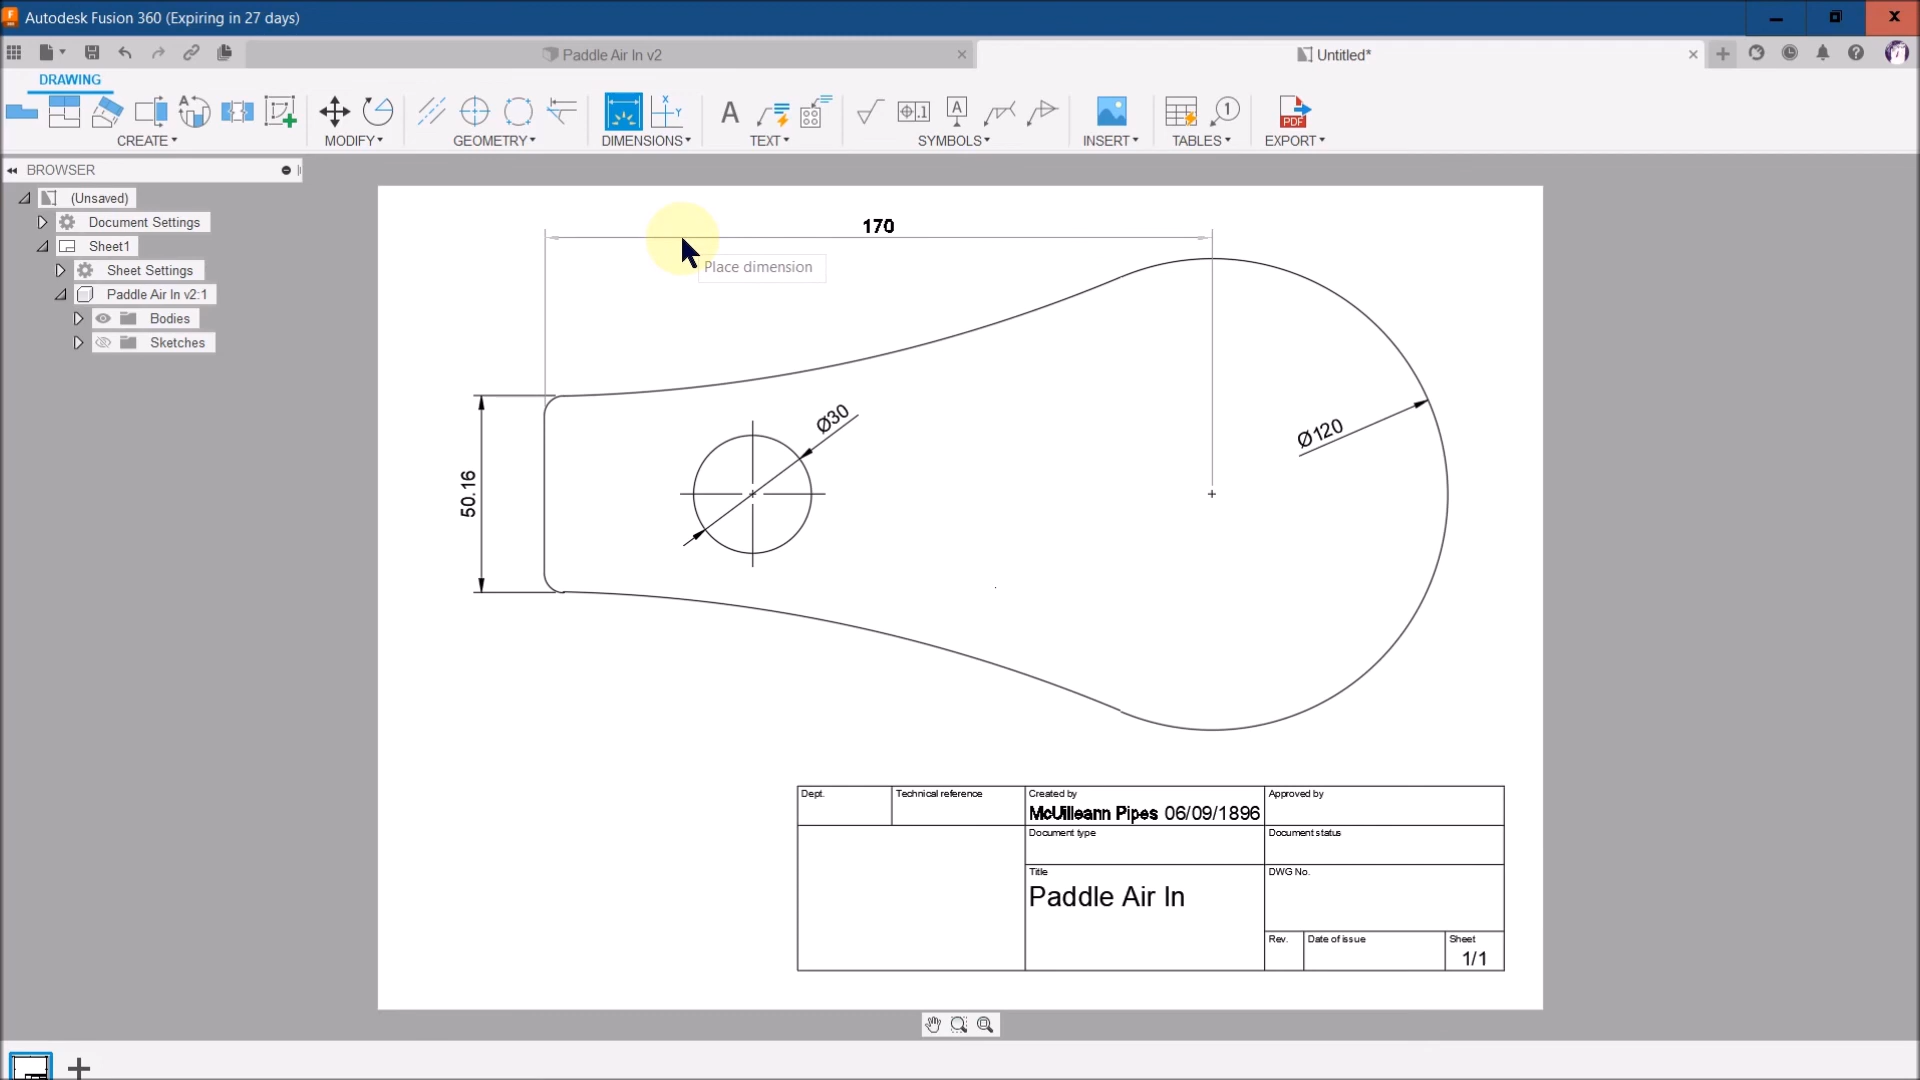 Autodesk Fusion 360 (Expiring in 27 days)
Paddle Air In v2
Untitled*
DRAWING
CREATE
MODIFY
GEOMETRY
DIMENSIONS
TEXT
SYMBOLS
INSERT
TABLES
EXPORT
BROWSER
(Unsaved)
Document Settings
Sheet1
Sheet Settings
Paddle Air In v2:1
Bodies
Sketches
170
Place dimension
Ø30
Ø120
50.16
Dept.
Technical reference
Created by
McUilleann Pipes 06/09/1896
Approved by
Document type
Document status
Title
Paddle Air In
DWG No.
Rev.
Date of issue
Sheet
1/1